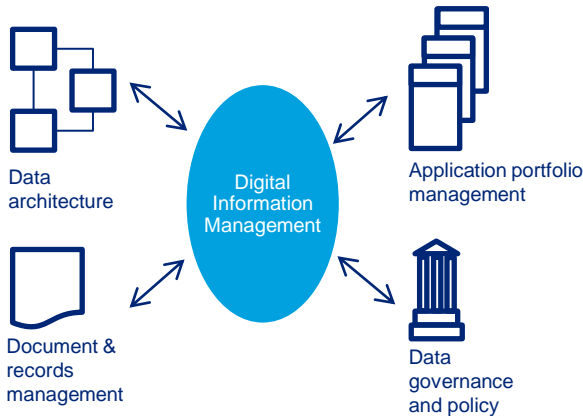 Data
architecture
Application portfolio
management
Digital
Information
Management
Document &
records
management
Data
governance
and policy